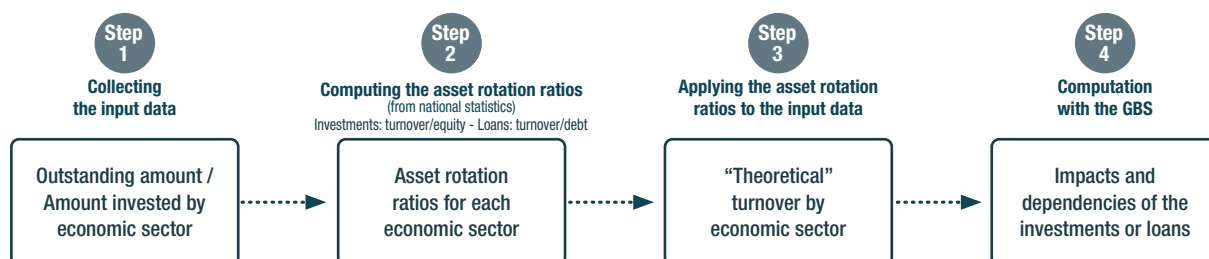 Step
1
Collecting
the input data
Outstanding amount /
Amount invested by
economic sector
Step
2
Computing the asset rotation ratios
(from national statistics)
Investments: turnover/equity - Loans: turnover/debt
Asset rotation
ratios for each
economic sector
Step
3
Applying the asset rotation
ratios to the input data
“Theoretical”
turnover by
economic sector
Step
4
Computation
with the GBS
Impacts and
dependencies of the
investments or loans